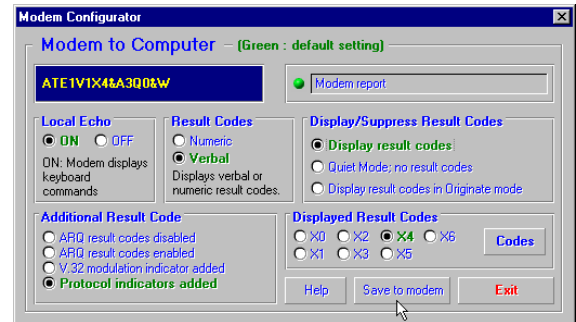 Modem Configurator
Modem to Computer – (Green : default setting)
ATE1V1X4&A3Q0&W
Modem report
Local Echo
ON OFF
ON: Modem displays
keyboard
commands
Result Codes
Numeric
Verbal
Displays verbal or
numeric result codes.
Display/Suppress Result Codes
Display result codes
Quiet Mode; no result codes
Display result codes in Originate mode
Additional Result Code
ARQ result codes disabled
ARQ result codes enabled
V.32 modulation indicator added
Protocol indicators added
Displayed Result Codes
X0 X2 X4 X6
X1 X3 X5
Codes
Help
Save to modem
Exit